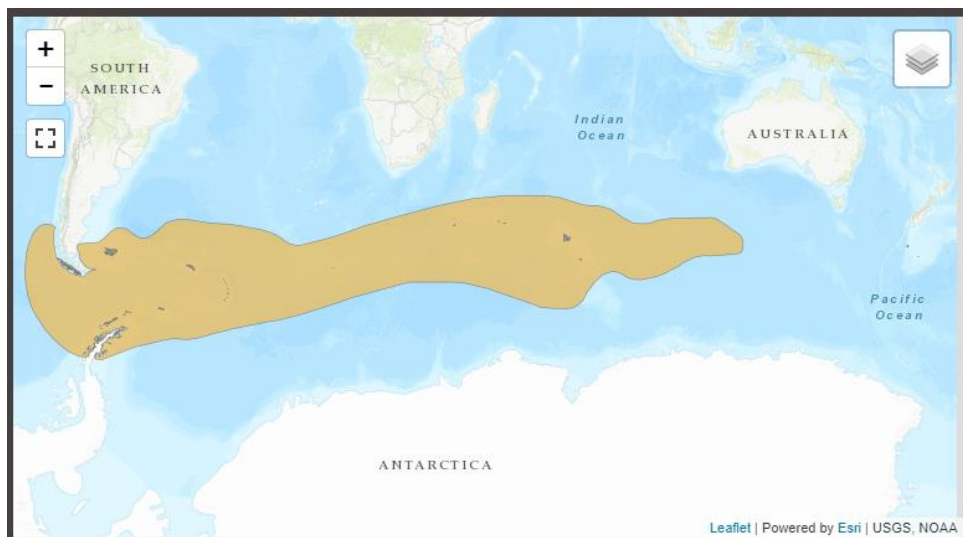 +
−
SOUTH
AMERICA
Indian
Ocean
AUSTRALIA
Pacific
Ocean
ANTARCTICA
Leaflet | Powered by Esri | USGS, NOAA